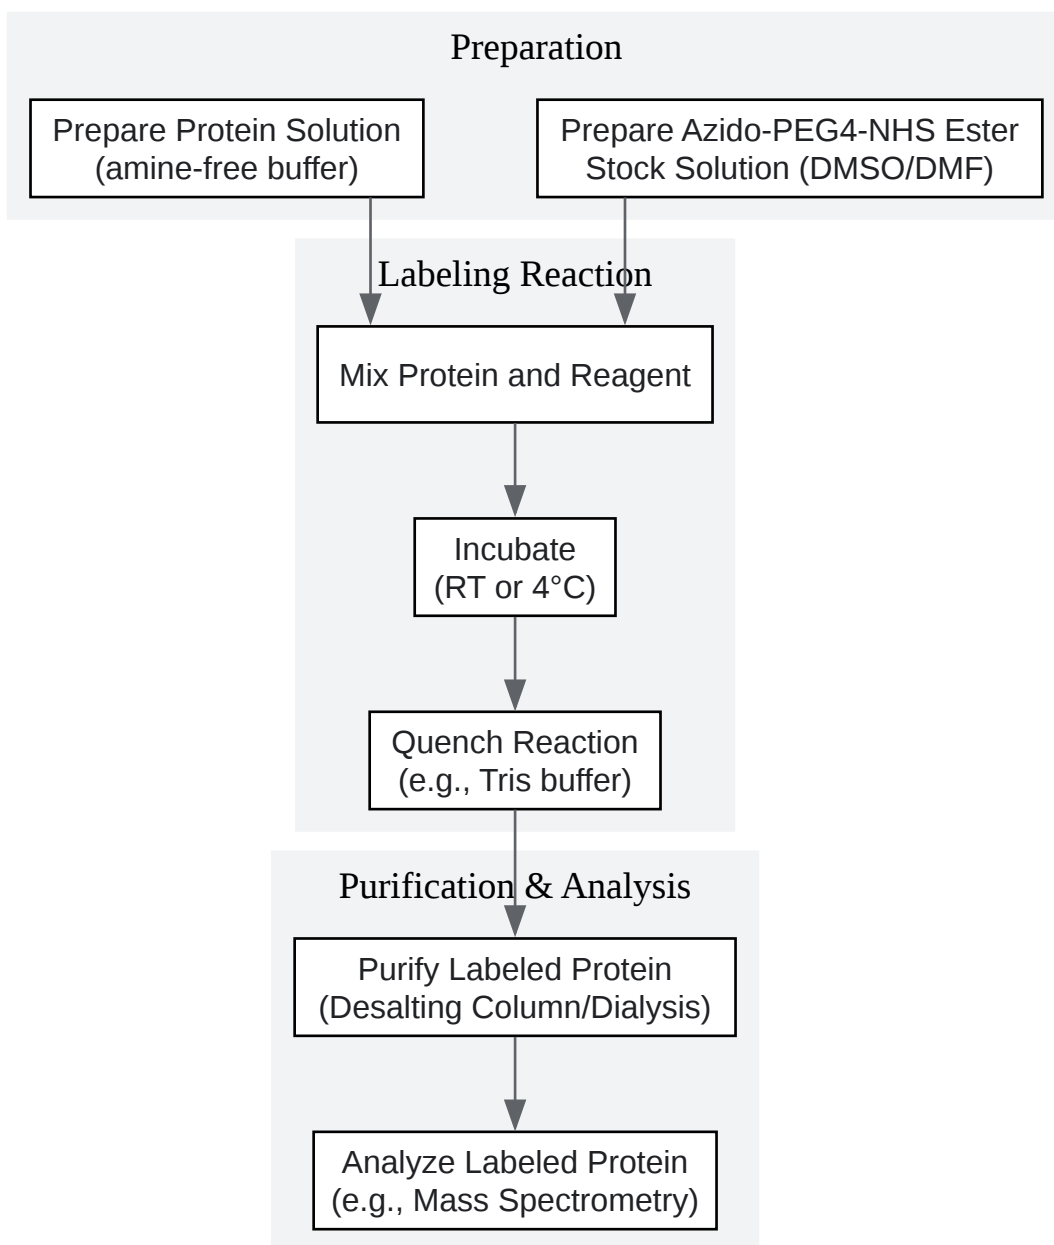 Preparation
Prepare Protein Solution
(amine-free buffer)
Prepare Azido-PEG4-NHS Ester
Stock Solution (DMSO/DMF)
Labeling Reaction
Mix Protein and Reagent
Incubate
(RT or 4°C)
Quench Reaction
(e.g., Tris buffer)
Purification & Analysis
Purify Labeled Protein
(Desalting Column/Dialysis)
Analyze Labeled Protein
(e.g., Mass Spectrometry)